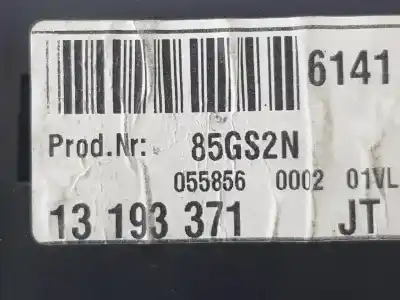 6141
Prod.Nr: 85GS2N
055856 0002 01VL
13 193 371 JT